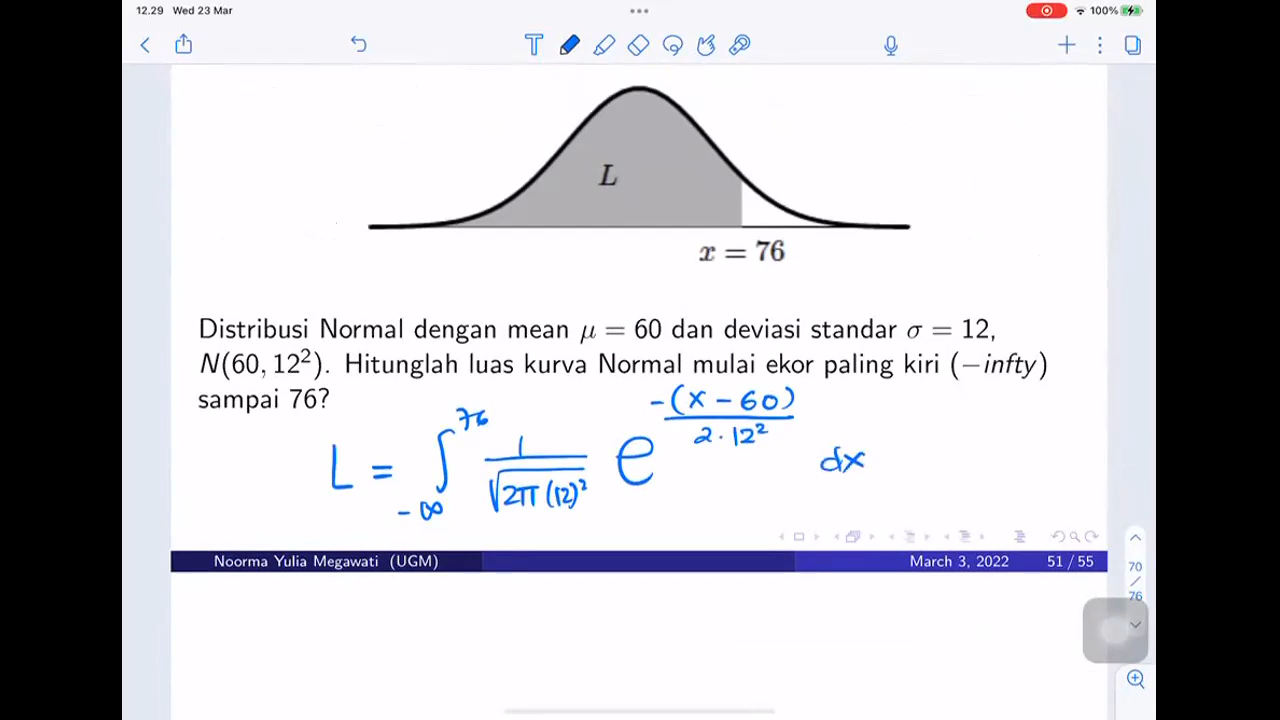 12.29 Wed 23 Mar
100%
L
x = 76
Distribusi Normal dengan mean μ = 60 dan deviasi standar σ = 12,
N(60, 12²). Hitunglah luas kurva Normal mulai ekor paling kiri (−infty)
sampai 76?
L = ∫_{-∞}^{76} 1/√(2π(12)²) e^{-(x-60)/(2·12²)} dx
Noorma Yulia Megawati (UGM) March 3, 2022 51 / 55
70
/
76